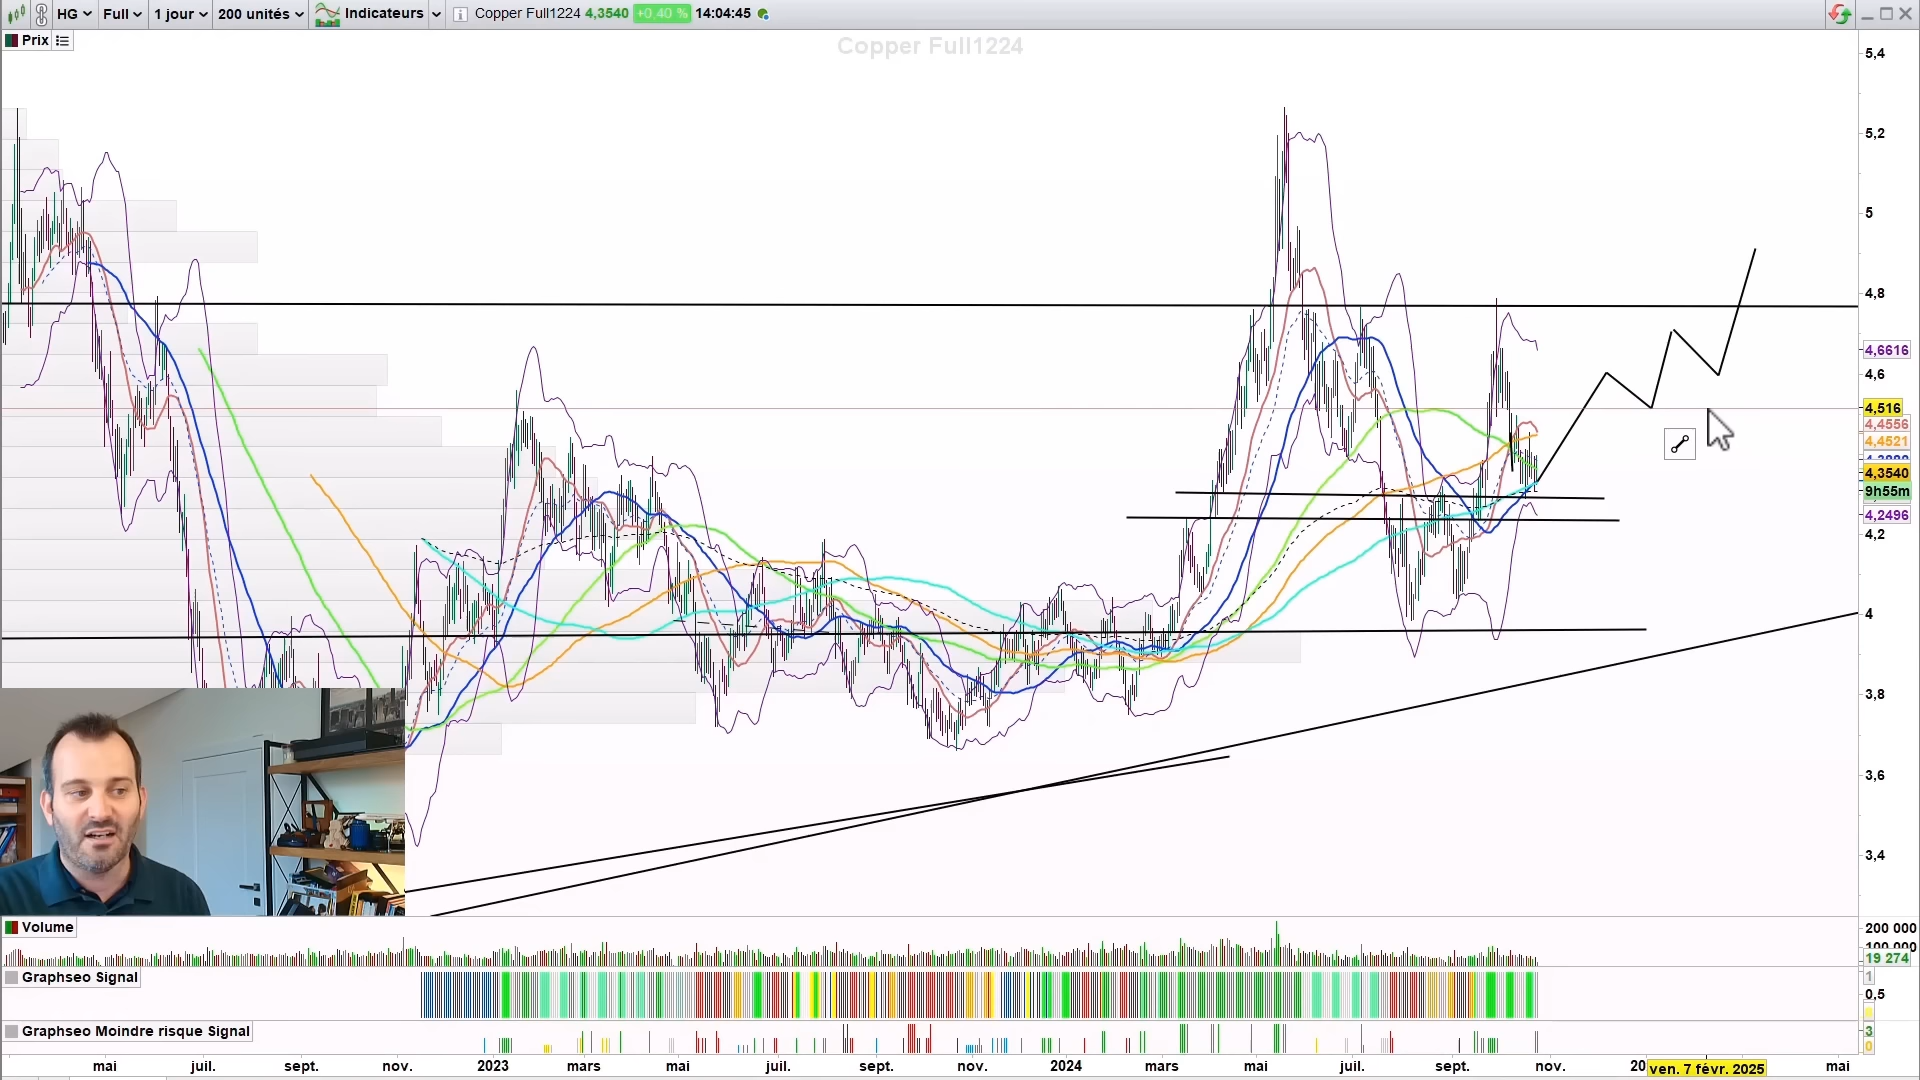 HG Full 1 jour 200 unités Indicateurs Copper Full1224 4,3540 +0,40 % 14:04:45
Prix
Copper Full1224
5,4
5,2
5
4,8
4,6616
4,6
4,516
4,4556
4,4521
4,3540
9h55m
4,2496
4,2
4
3,8
3,6
3,4
Volume
200 000
100 000
19 274
Graphseo Signal
1
0,5
Graphseo Moindre risque Signal
3
0
mai juil. sept. nov. 2023 mars mai juil. sept. nov. 2024 mars mai juil. sept. nov. 20 ven. 7 févr. 2025 mai